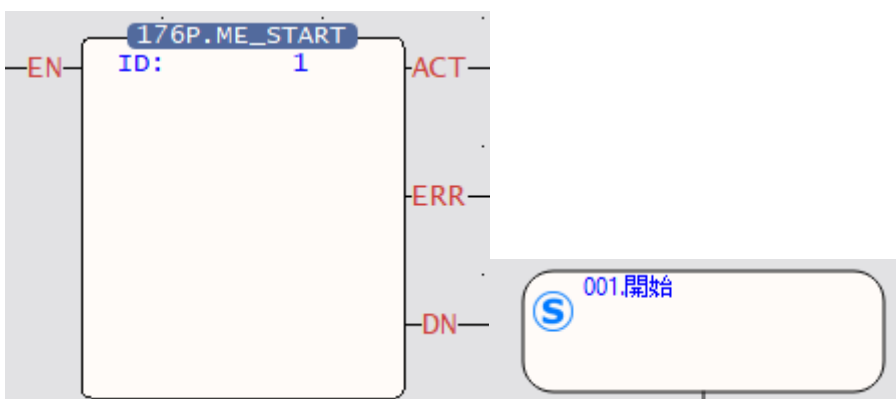 176P.ME_START
EN ID: 1 ACT
ERR
DN
001.開始
S